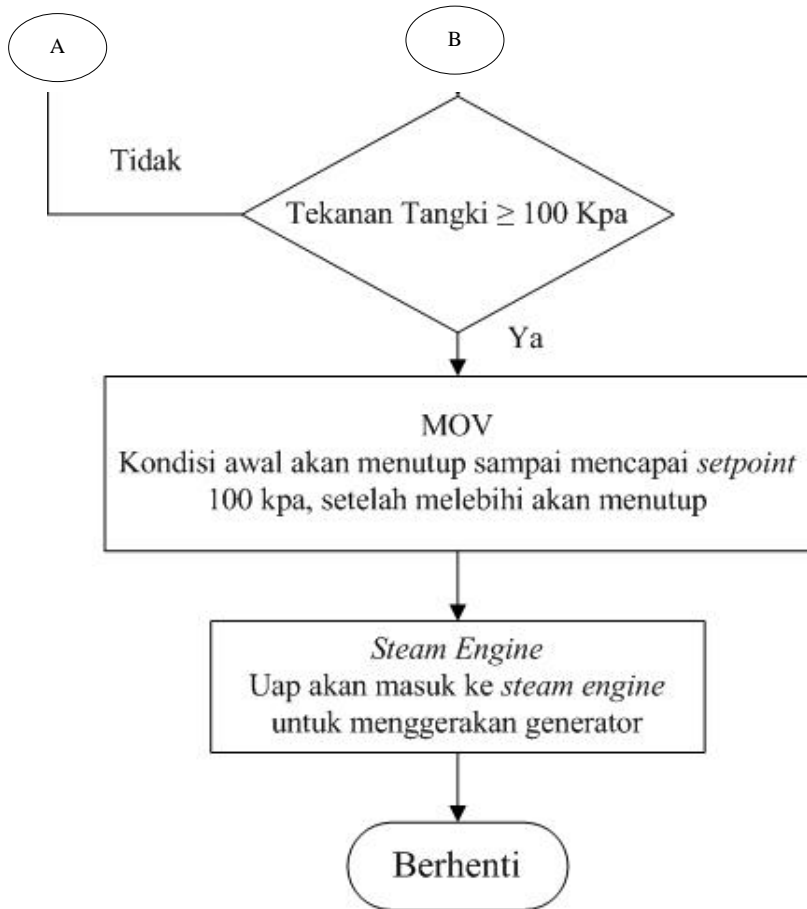 A
B
Tidak
Tekanan Tangki ≥ 100 Kpa
Ya
MOV
Kondisi awal akan menutup sampai mencapai setpoint
100 kpa, setelah melebihi akan menutup
Steam Engine
Uap akan masuk ke steam engine
untuk menggerakan generator
Berhenti